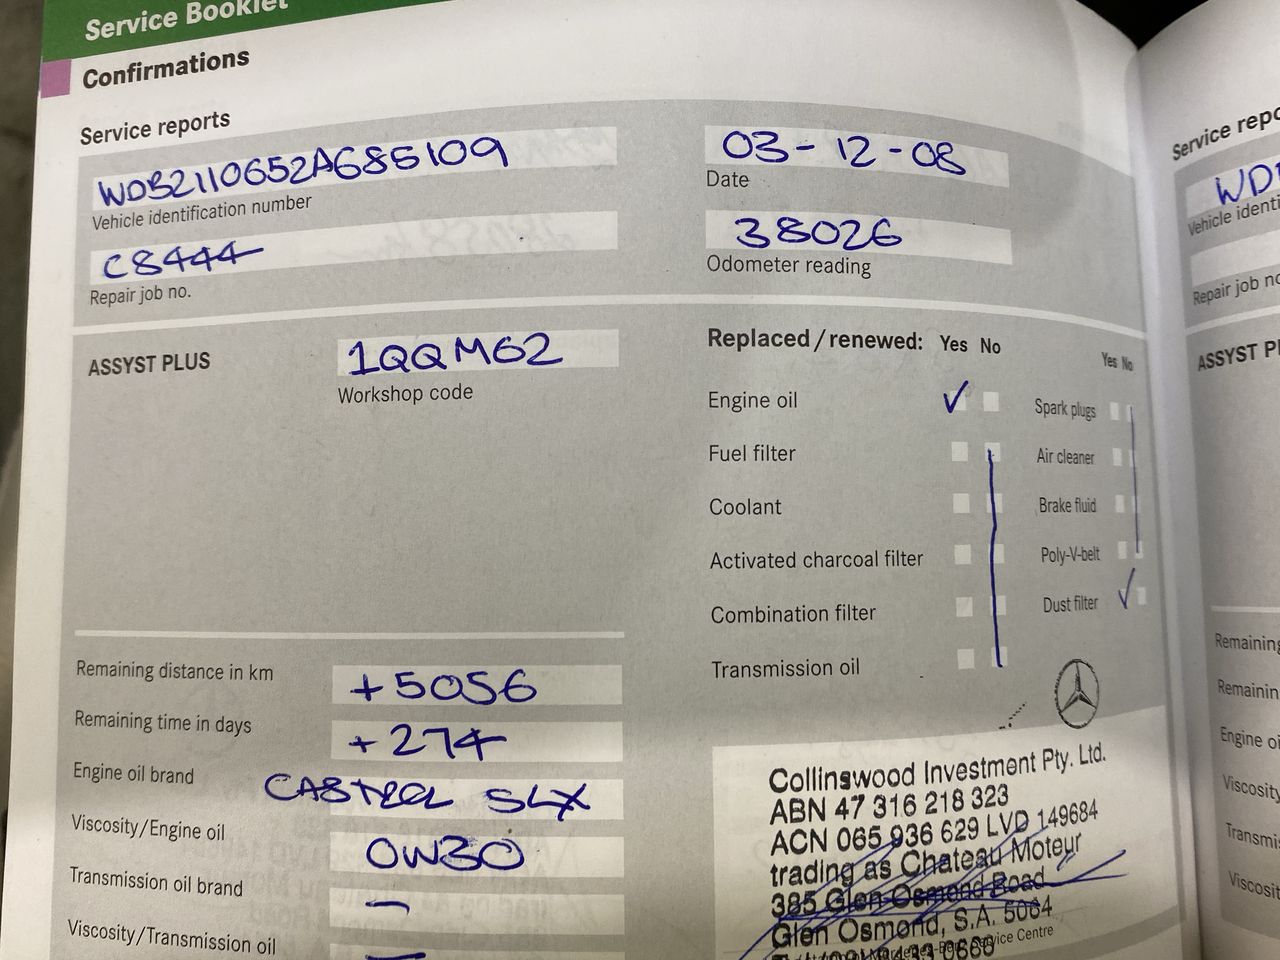 Service Booklet
Confirmations
Service reports
WDB2110652A685109
Vehicle identification number
03-12-08
Date
C8444
Repair job no.
38026
Odometer reading
ASSYST PLUS
1QQM62
Workshop code
Replaced/renewed: Yes No
Yes No
Engine oil ✓
Spark plugs
Fuel filter
Air cleaner
Coolant
Brake fluid
Activated charcoal filter
Poly-V-belt
Combination filter
Dust filter ✓
Transmission oil
Remaining distance in km +5056
Remaining time in days +274
Engine oil brand CASTROL SLX
Viscosity/Engine oil 0W30
Transmission oil brand –
Viscosity/Transmission oil –
Collinswood Investment Pty. Ltd.
ABN 47 316 218 323
ACN 065 936 629 LVD 149684
trading as Chateau Moteur
385 Glen Osmond Road
Glen Osmond, S.A. 5064
Service Centre
Service repo
WD
Vehicle identi
Repair job no
ASSYST Pl
Remaining
Remainin
Engine oi
Viscosity
Transmi
Viscosit